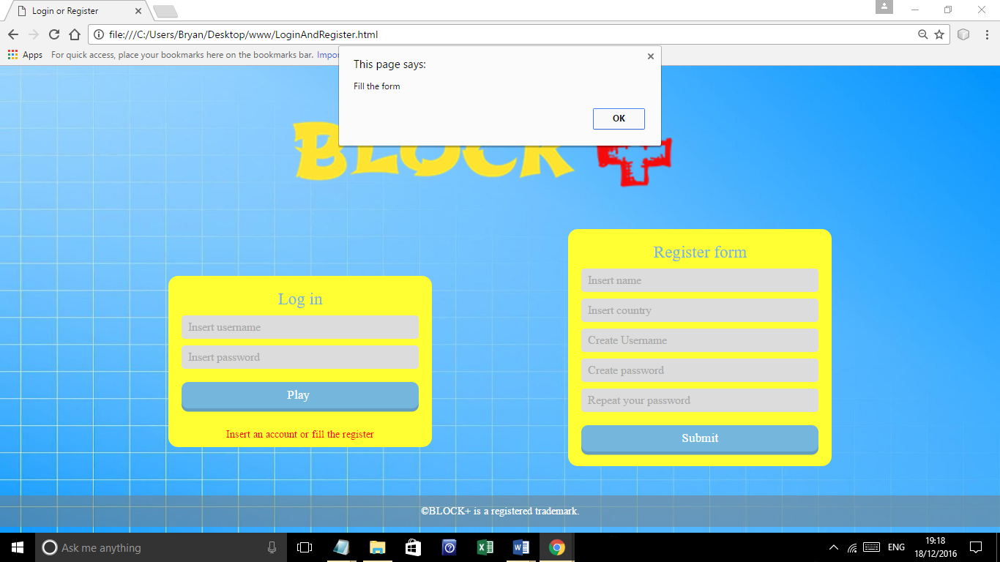 Login or Register
file:///C:/Users/Bryan/Desktop/www/LoginAndRegister.html
Apps For quick access, place your bookmarks here on the bookmarks bar.
This page says:
Fill the form
OK
BLOCK +
Register form
Insert name
Insert country
Create Username
Create password
Repeat your password
Submit
Log in
Insert username
Insert password
Play
Insert an account or fill the register
©BLOCK+ is a registered trademark.
Ask me anything
ENG
19:18
18/12/2016